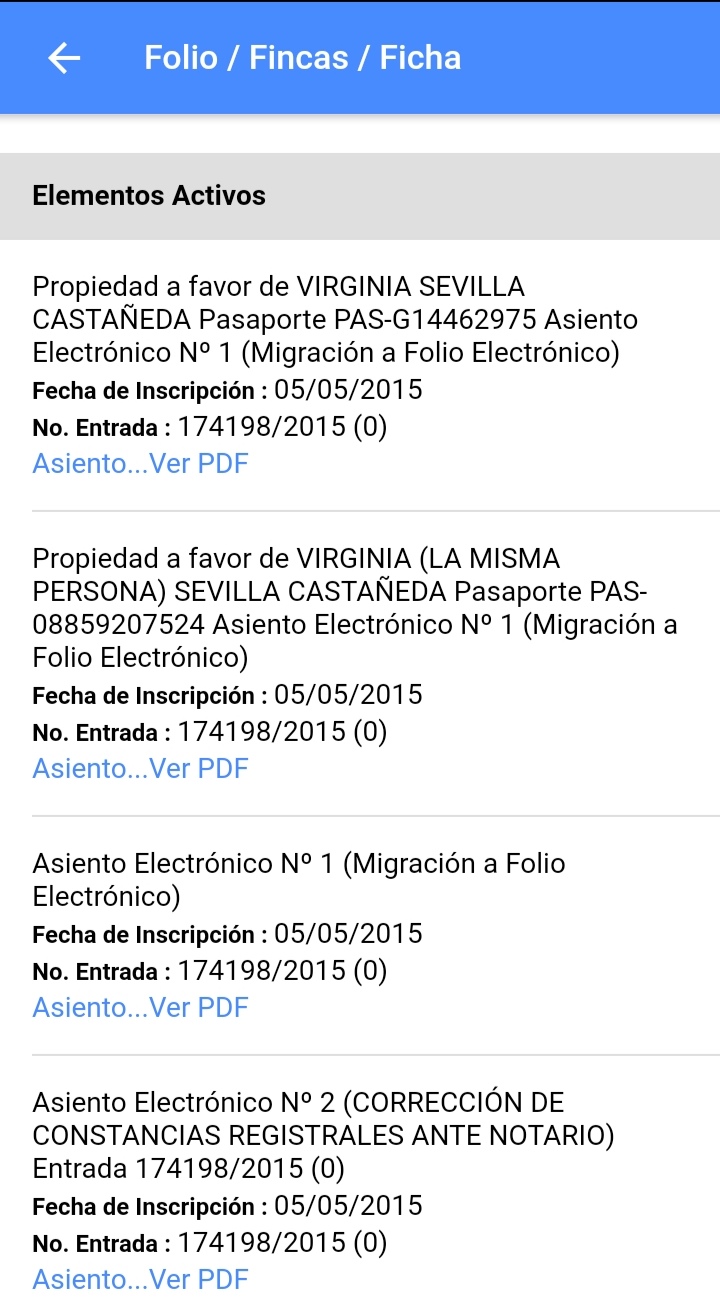 Folio / Fincas / Ficha
Elementos Activos
Propiedad a favor de VIRGINIA SEVILLA
CASTAÑEDA Pasaporte PAS-G14462975 Asiento
Electrónico Nº 1 (Migración a Folio Electrónico)
Fecha de Inscripción : 05/05/2015
No. Entrada : 174198/2015 (0)
Asiento...Ver PDF
Propiedad a favor de VIRGINIA (LA MISMA
PERSONA) SEVILLA CASTAÑEDA Pasaporte PAS-
08859207524 Asiento Electrónico Nº 1 (Migración a
Folio Electrónico)
Fecha de Inscripción : 05/05/2015
No. Entrada : 174198/2015 (0)
Asiento...Ver PDF
Asiento Electrónico Nº 1 (Migración a Folio
Electrónico)
Fecha de Inscripción : 05/05/2015
No. Entrada : 174198/2015 (0)
Asiento...Ver PDF
Asiento Electrónico Nº 2 (CORRECCIÓN DE
CONSTANCIAS REGISTRALES ANTE NOTARIO)
Entrada 174198/2015 (0)
Fecha de Inscripción : 05/05/2015
No. Entrada : 174198/2015 (0)
Asiento...Ver PDF